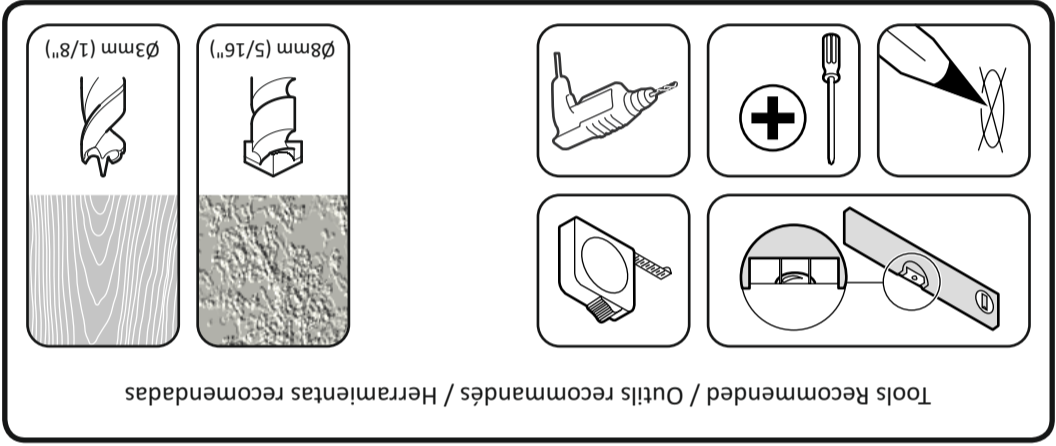 Tools Recommended / Outils recommandés / Herramientas recomendadas
Ø8mm (5/16")
Ø3mm (1/8")